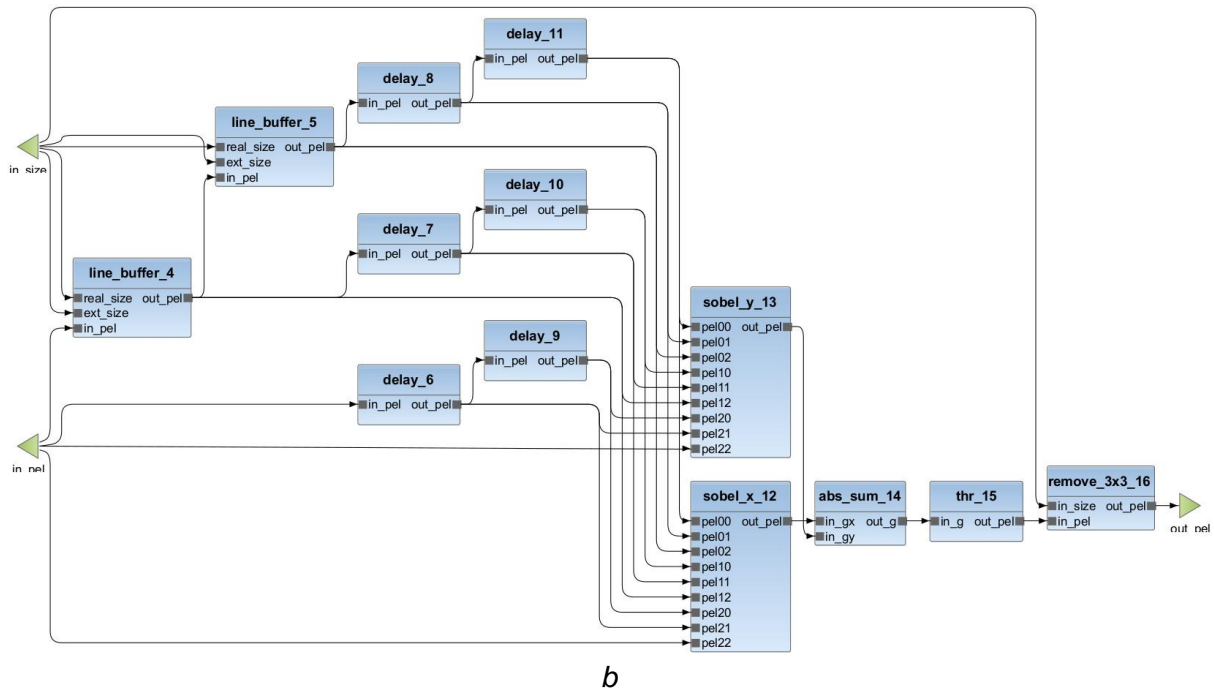 delay_11
in_pel out_pel
delay_8
in_pel out_pel
line_buffer_5
real_size out_pel
ext_size
in_pel
in_size
delay_10
in_pel out_pel
delay_7
in_pel out_pel
line_buffer_4
real_size out_pel
ext_size
in_pel
delay_9
in_pel out_pel
delay_6
in_pel out_pel
in_pel
sobel_y_13
pel00 out_pel
pel01
pel02
pel10
pel11
pel12
pel20
pel21
pel22
sobel_x_12
pel00 out_pel
pel01
pel02
pel10
pel11
pel12
pel20
pel21
pel22
abs_sum_14
in_gx out_g
in_gy
thr_15
in_g out_pel
remove_3x3_16
in_size out_pel
in_pel
out_pel
b